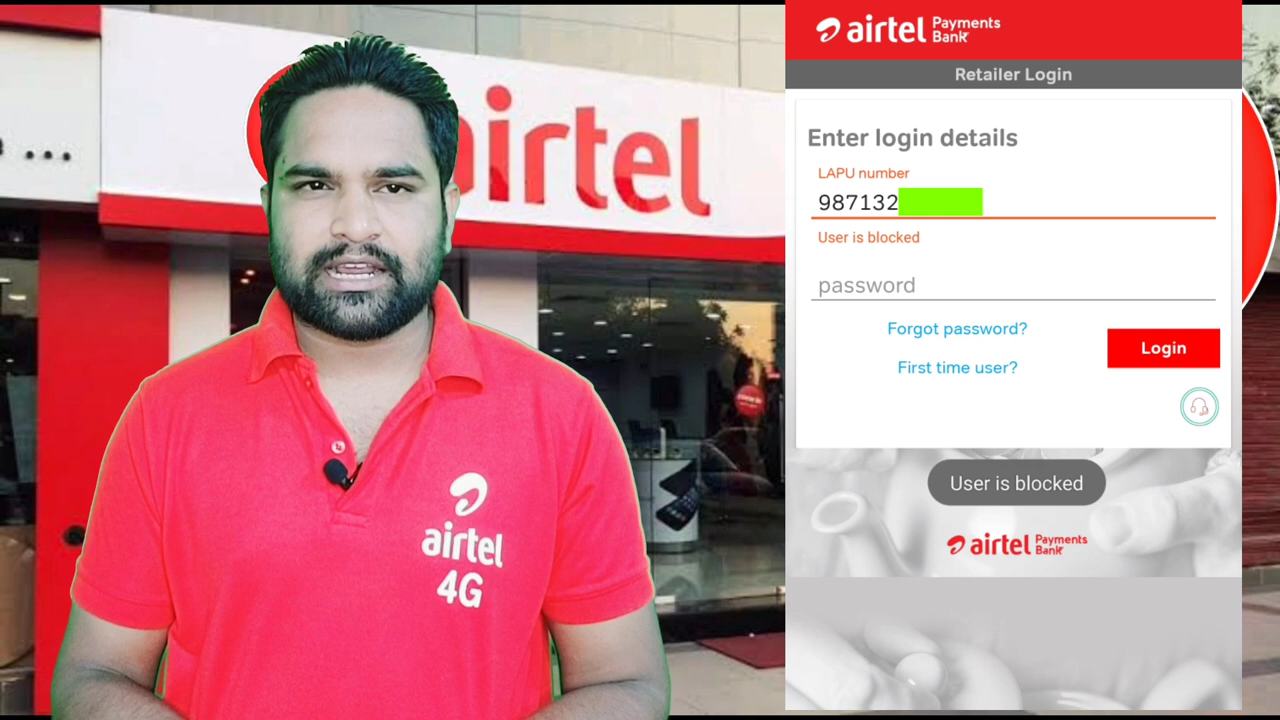 airtel
airtel
4G
airtel Payments
Bank
Retailer Login
Enter login details
LAPU number
987132
User is blocked
password
Forgot password?
Login
First time user?
User is blocked
airtel Payments
Bank